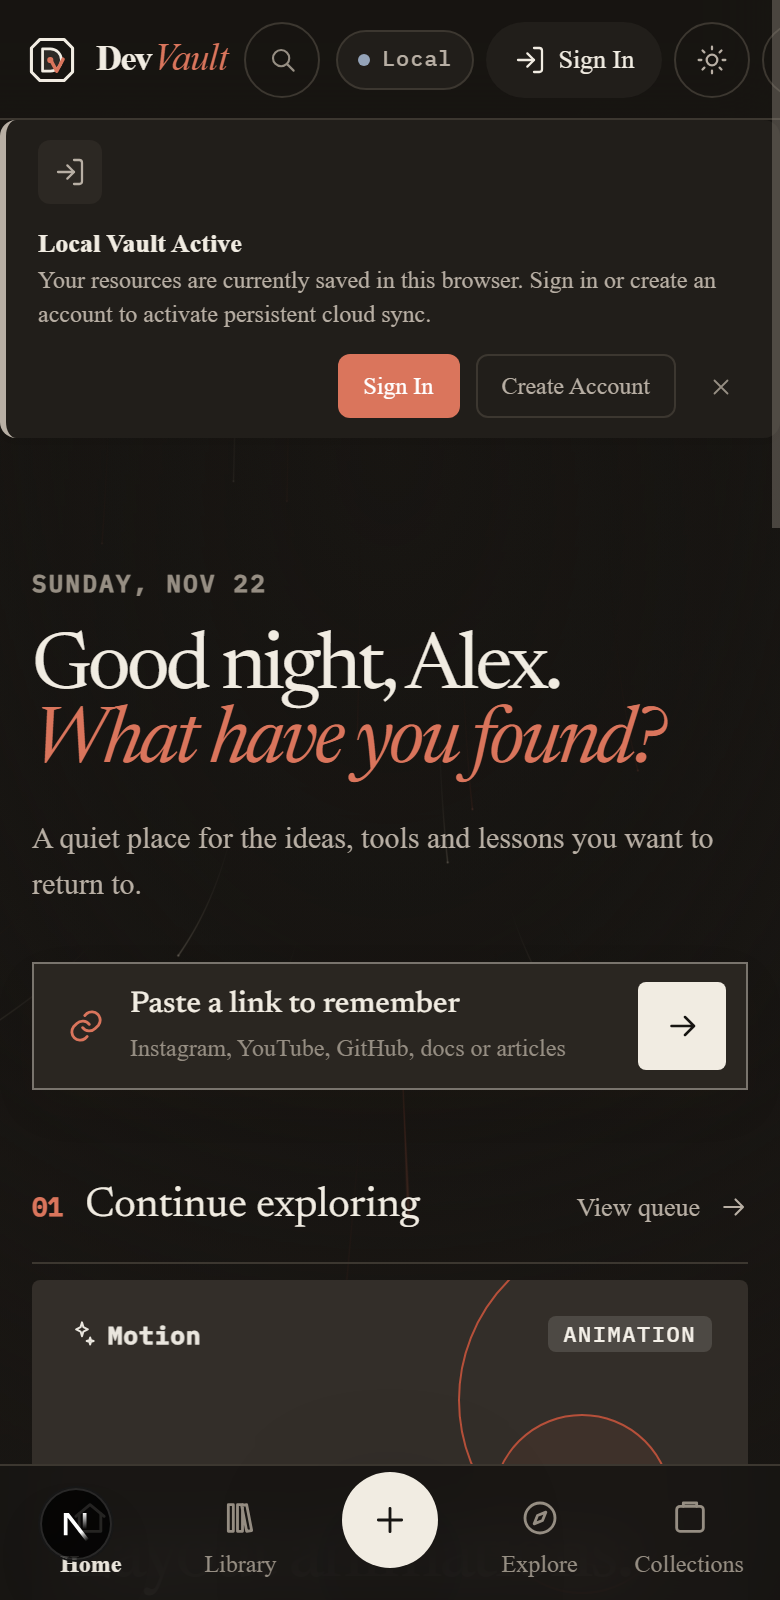 DevVault
Local
Sign In
Local Vault Active
Your resources are currently saved in this browser. Sign in or create an
account to activate persistent cloud sync.
Sign In
Create Account
SUNDAY, NOV 22
Good night, Alex.
What have you found?
A quiet place for the ideas, tools and lessons you want to
return to.
Paste a link to remember
Instagram, YouTube, GitHub, docs or articles
01 Continue exploring
View queue
Motion
ANIMATION
N
Home
Library
Explore
Collections